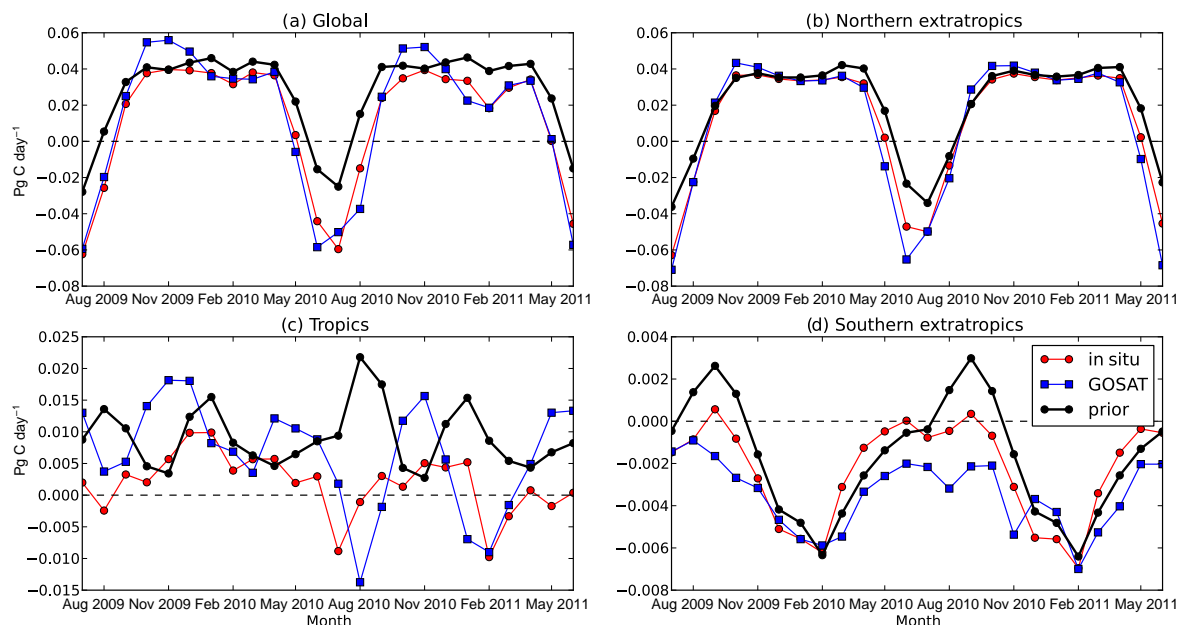 (a) Global
(b) Northern extratropics
Pg C day⁻¹
0.06
0.04
0.02
0.00
−0.02
−0.04
−0.06
−0.08
Aug 2009 Nov 2009 Feb 2010 May 2010 Aug 2010 Nov 2010 Feb 2011 May 2011
0.06
0.04
0.02
0.00
−0.02
−0.04
−0.06
−0.08
Aug 2009 Nov 2009 Feb 2010 May 2010 Aug 2010 Nov 2010 Feb 2011 May 2011
(c) Tropics
(d) Southern extratropics
Pg C day⁻¹
0.025
0.020
0.015
0.010
0.005
0.000
−0.005
−0.010
−0.015
Aug 2009 Nov 2009 Feb 2010 May 2010 Aug 2010 Nov 2010 Feb 2011 May 2011
Month
0.004
0.002
0.000
−0.002
−0.004
−0.006
−0.008
in situ
GOSAT
prior
Aug 2009 Nov 2009 Feb 2010 May 2010 Aug 2010 Nov 2010 Feb 2011 May 2011
Month